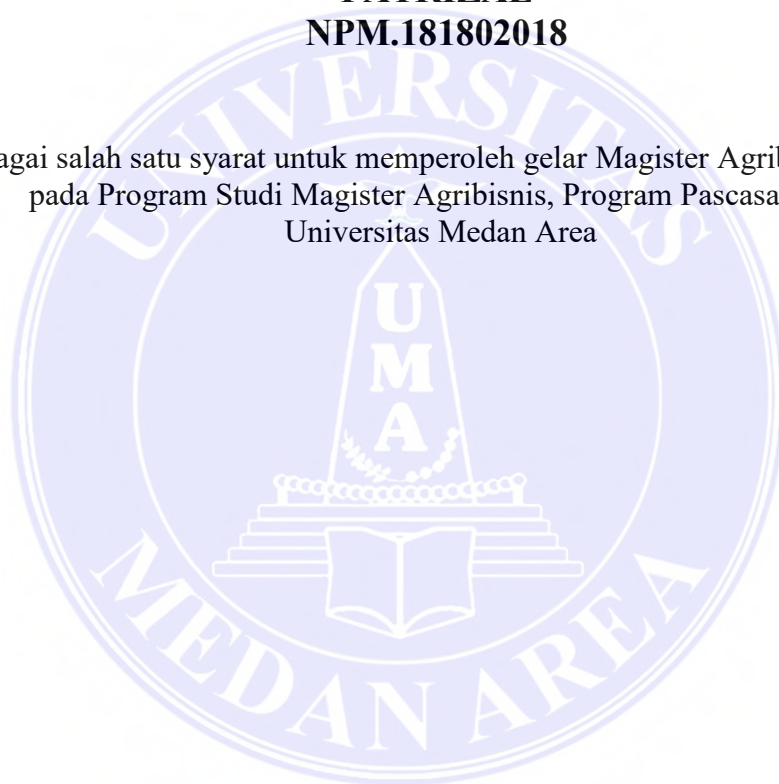 NPM.181802018
agai salah satu syarat untuk memperoleh gelar Magister Agrib
pada Program Studi Magister Agribisnis, Program Pascasa
Universitas Medan Area
UNIVERSITAS
UMA
MEDAN AREA